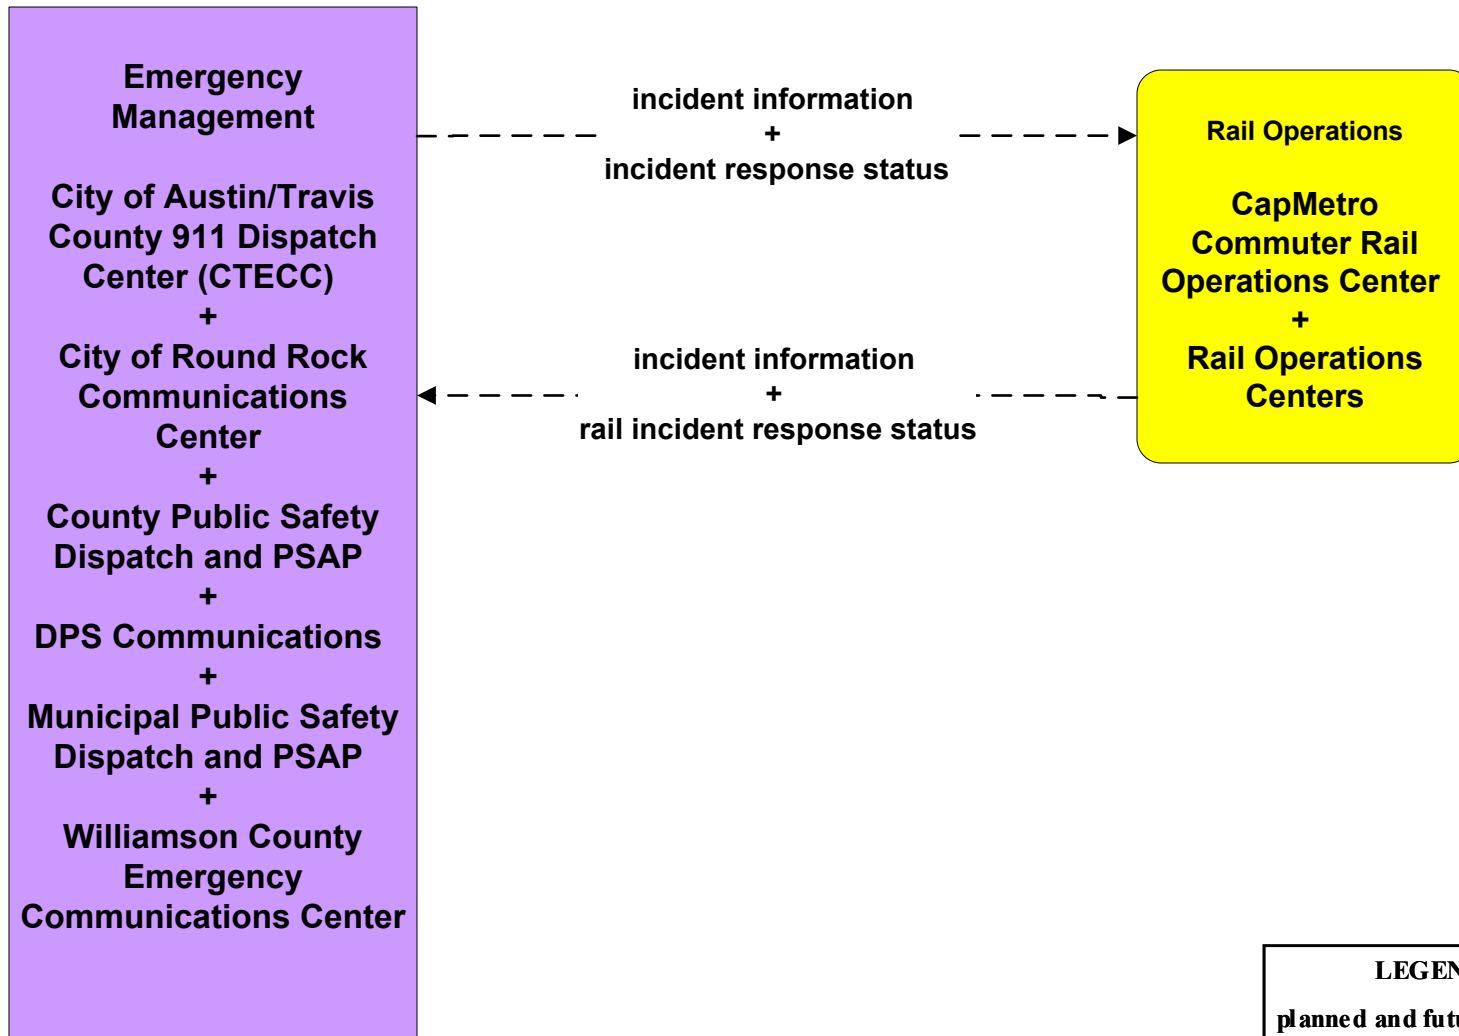 Emergency
Management
City of Austin/Travis
County 911 Dispatch
Center (CTECC)
+
City of Round Rock
Communications
Center
+
County Public Safety
Dispatch and PSAP
+
DPS Communications
+
Municipal Public Safety
Dispatch and PSAP
+
Williamson County
Emergency
Communications Center
incident information
+
incident response status
incident information
+
rail incident response status
Rail Operations
CapMetro
Commuter Rail
Operations Center
+
Rail Operations
Centers
planned and